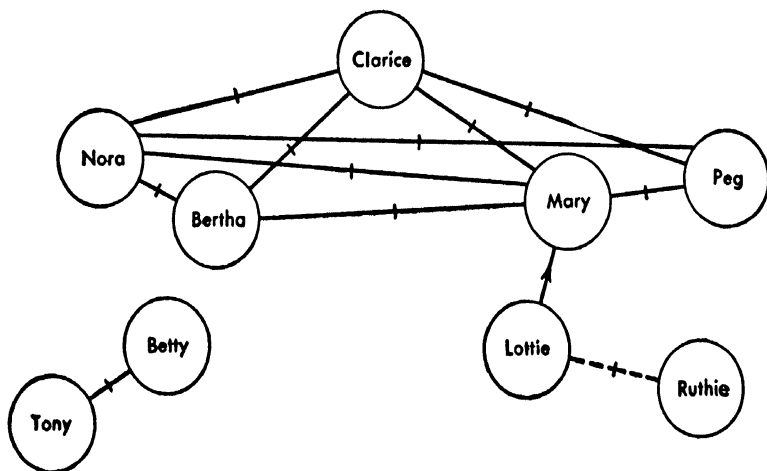 Clarice
Nora
Bertha
Mary
Peg
Betty
Tony
Lottie
Ruthie